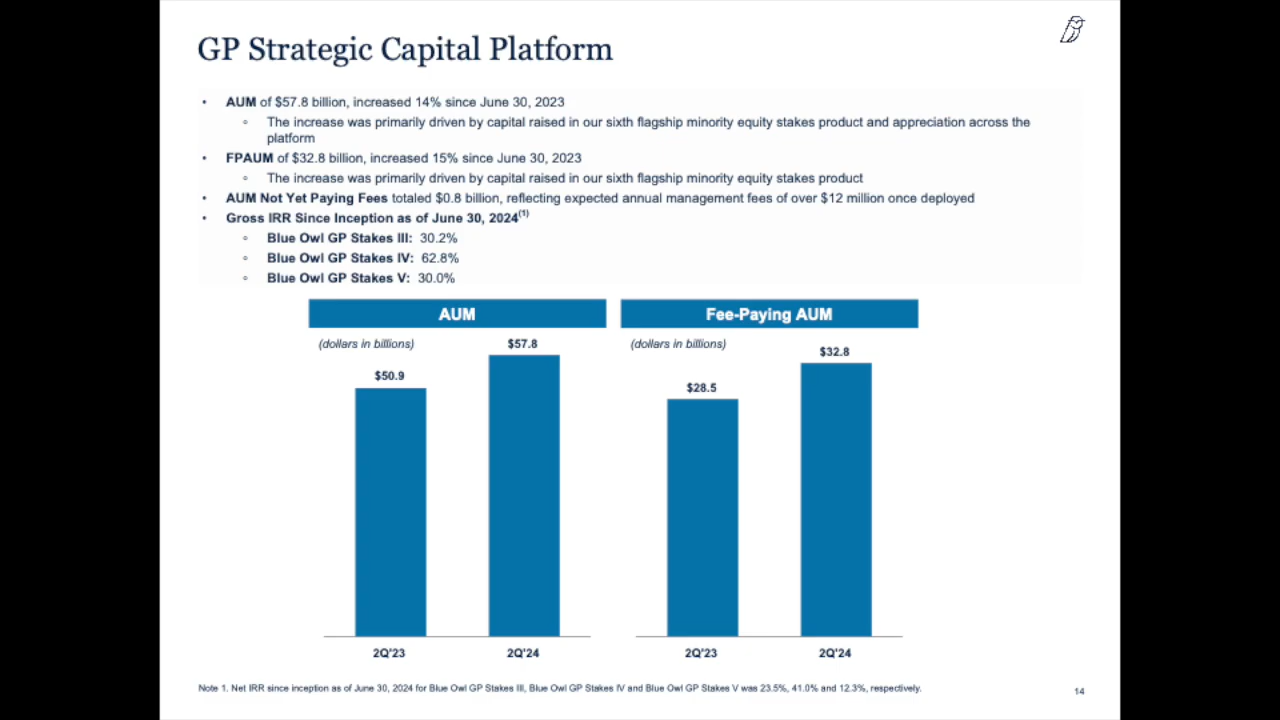 GP Strategic Capital Platform
• AUM of $57.8 billion, increased 14% since June 30, 2023
◦ The increase was primarily driven by capital raised in our sixth flagship minority equity stakes product and appreciation across the
platform
• FPAUM of $32.8 billion, increased 15% since June 30, 2023
◦ The increase was primarily driven by capital raised in our sixth flagship minority equity stakes product
• AUM Not Yet Paying Fees totaled $0.8 billion, reflecting expected annual management fees of over $12 million once deployed
• Gross IRR Since Inception as of June 30, 2024(1)
◦ Blue Owl GP Stakes III: 30.2%
◦ Blue Owl GP Stakes IV: 62.8%
◦ Blue Owl GP Stakes V: 30.0%
AUM
(dollars in billions)
$50.9
$57.8
2Q'23
2Q'24
Fee-Paying AUM
(dollars in billions)
$28.5
$32.8
2Q'23
2Q'24
Note 1. Net IRR since inception as of June 30, 2024 for Blue Owl GP Stakes III, Blue Owl GP Stakes IV and Blue Owl GP Stakes V was 23.5%, 41.0% and 12.3%, respectively.
14